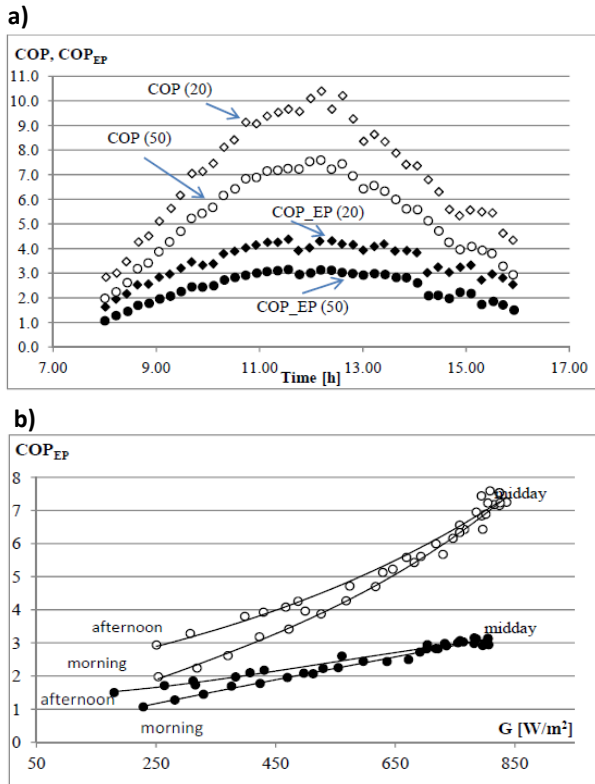 a)
COP, COP_EP
11.0
10.0
9.0
8.0
7.0
6.0
5.0
4.0
3.0
2.0
1.0
0.0
COP (20)
COP (50)
COP_EP (20)
COP_EP (50)
7.00 9.00 11.00 13.00 15.00 17.00
Time [h]
b)
COP_EP
8
7
6
5
4
3
2
1
0
midday
afternoon
morning
midday
afternoon
morning
G [W/m²]
50 250 450 650 850